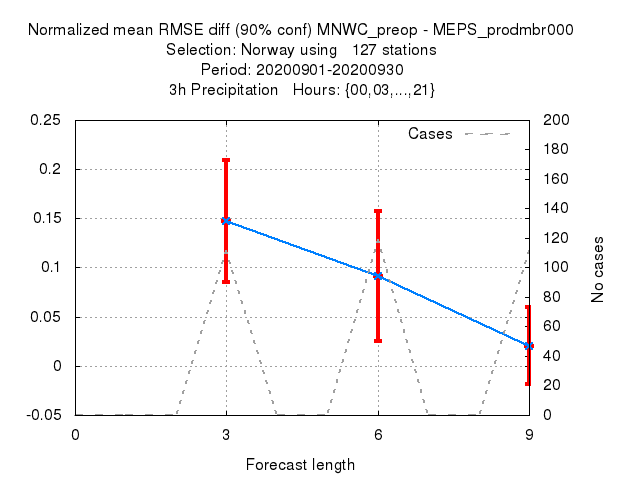 Normalized mean RMSE diff (90% conf) MNWC_preop - MEPS_prodmbr000
Selection: Norway using 127 stations
Period: 20200901-20200930
3h Precipitation Hours: {00,03,...,21}
Cases
0.25
0.2
0.15
0.1
0.05
0
-0.05
200
180
160
140
120
100
80
60
40
20
0
No cases
0 3 6 9
Forecast length